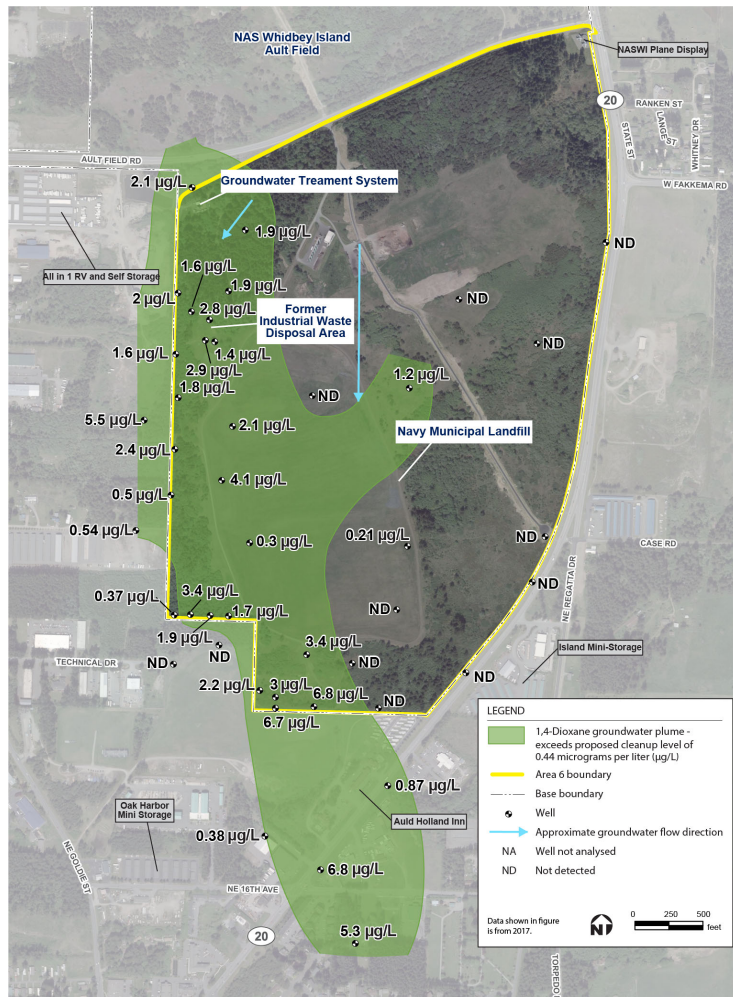 NAS Whidbey Island
Ault Field
NASWI Plane Display
20
RANKEN ST
LANGE ST
WHITNEY DR
STATE ST
AULT FIELD RD
W FAKKEMA RD
2.1 µg/L
Groundwater Treament System
1.9 µg/L
ND
All in 1 RV and Self Storage
1.6 µg/L
2 µg/L
1.9 µg/L
2.8 µg/L
ND
Former
Industrial Waste
Disposal Area
1.6 µg/L
1.4 µg/L
2.9 µg/L
ND
1.8 µg/L
ND
1.2 µg/L
5.5 µg/L
2.1 µg/L
Navy Municipal Landfill
2.4 µg/L
4.1 µg/L
0.5 µg/L
0.54 µg/L
0.3 µg/L
0.21 µg/L
ND
CASE RD
ND
NE REGATTA DR
0.37 µg/L
3.4 µg/L
1.7 µg/L
ND
1.9 µg/L
ND
3.4 µg/L
ND
Island Mini-Storage
TECHNICAL DR
ND
ND
2.2 µg/L
3 µg/L
6.8 µg/L
ND
6.7 µg/L
0.87 µg/L
Oak Harbor
Mini Storage
Auld Holland Inn
0.38 µg/L
NE GOLDIE ST
6.8 µg/L
NE 16TH AVE
20
5.3 µg/L
LEGEND
1,4-Dioxane groundwater plume -
exceeds proposed cleanup level of
0.44 micrograms per liter (µg/L)
Area 6 boundary
Base boundary
Well
Approximate groundwater flow direction
NA Well not analysed
ND Not detected
Data shown in figure
is from 2017.
N
0 250 500
feet